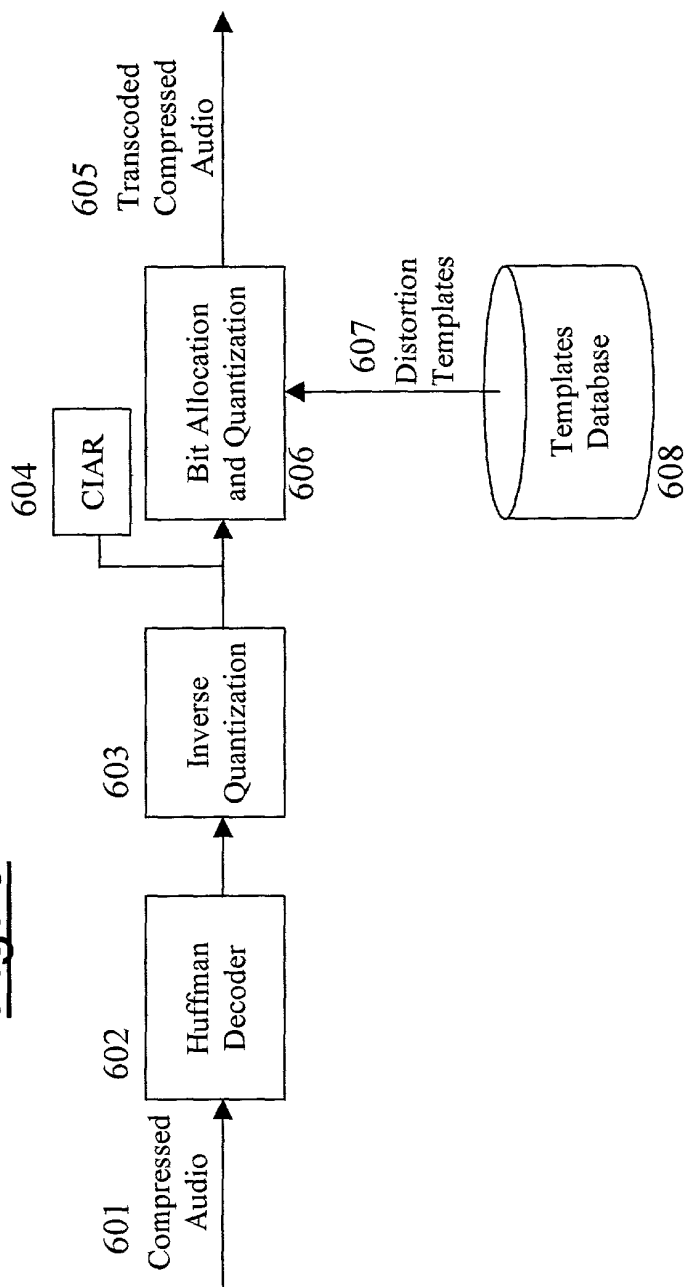 601
Compressed
Audio
602
Huffman
Decoder
603
Inverse
Quantization
604
CIAR
605
Transcoded
Compressed
Audio
Bit Allocation
and Quantization
606
607
Distortion
Templates
Templates
Database
608